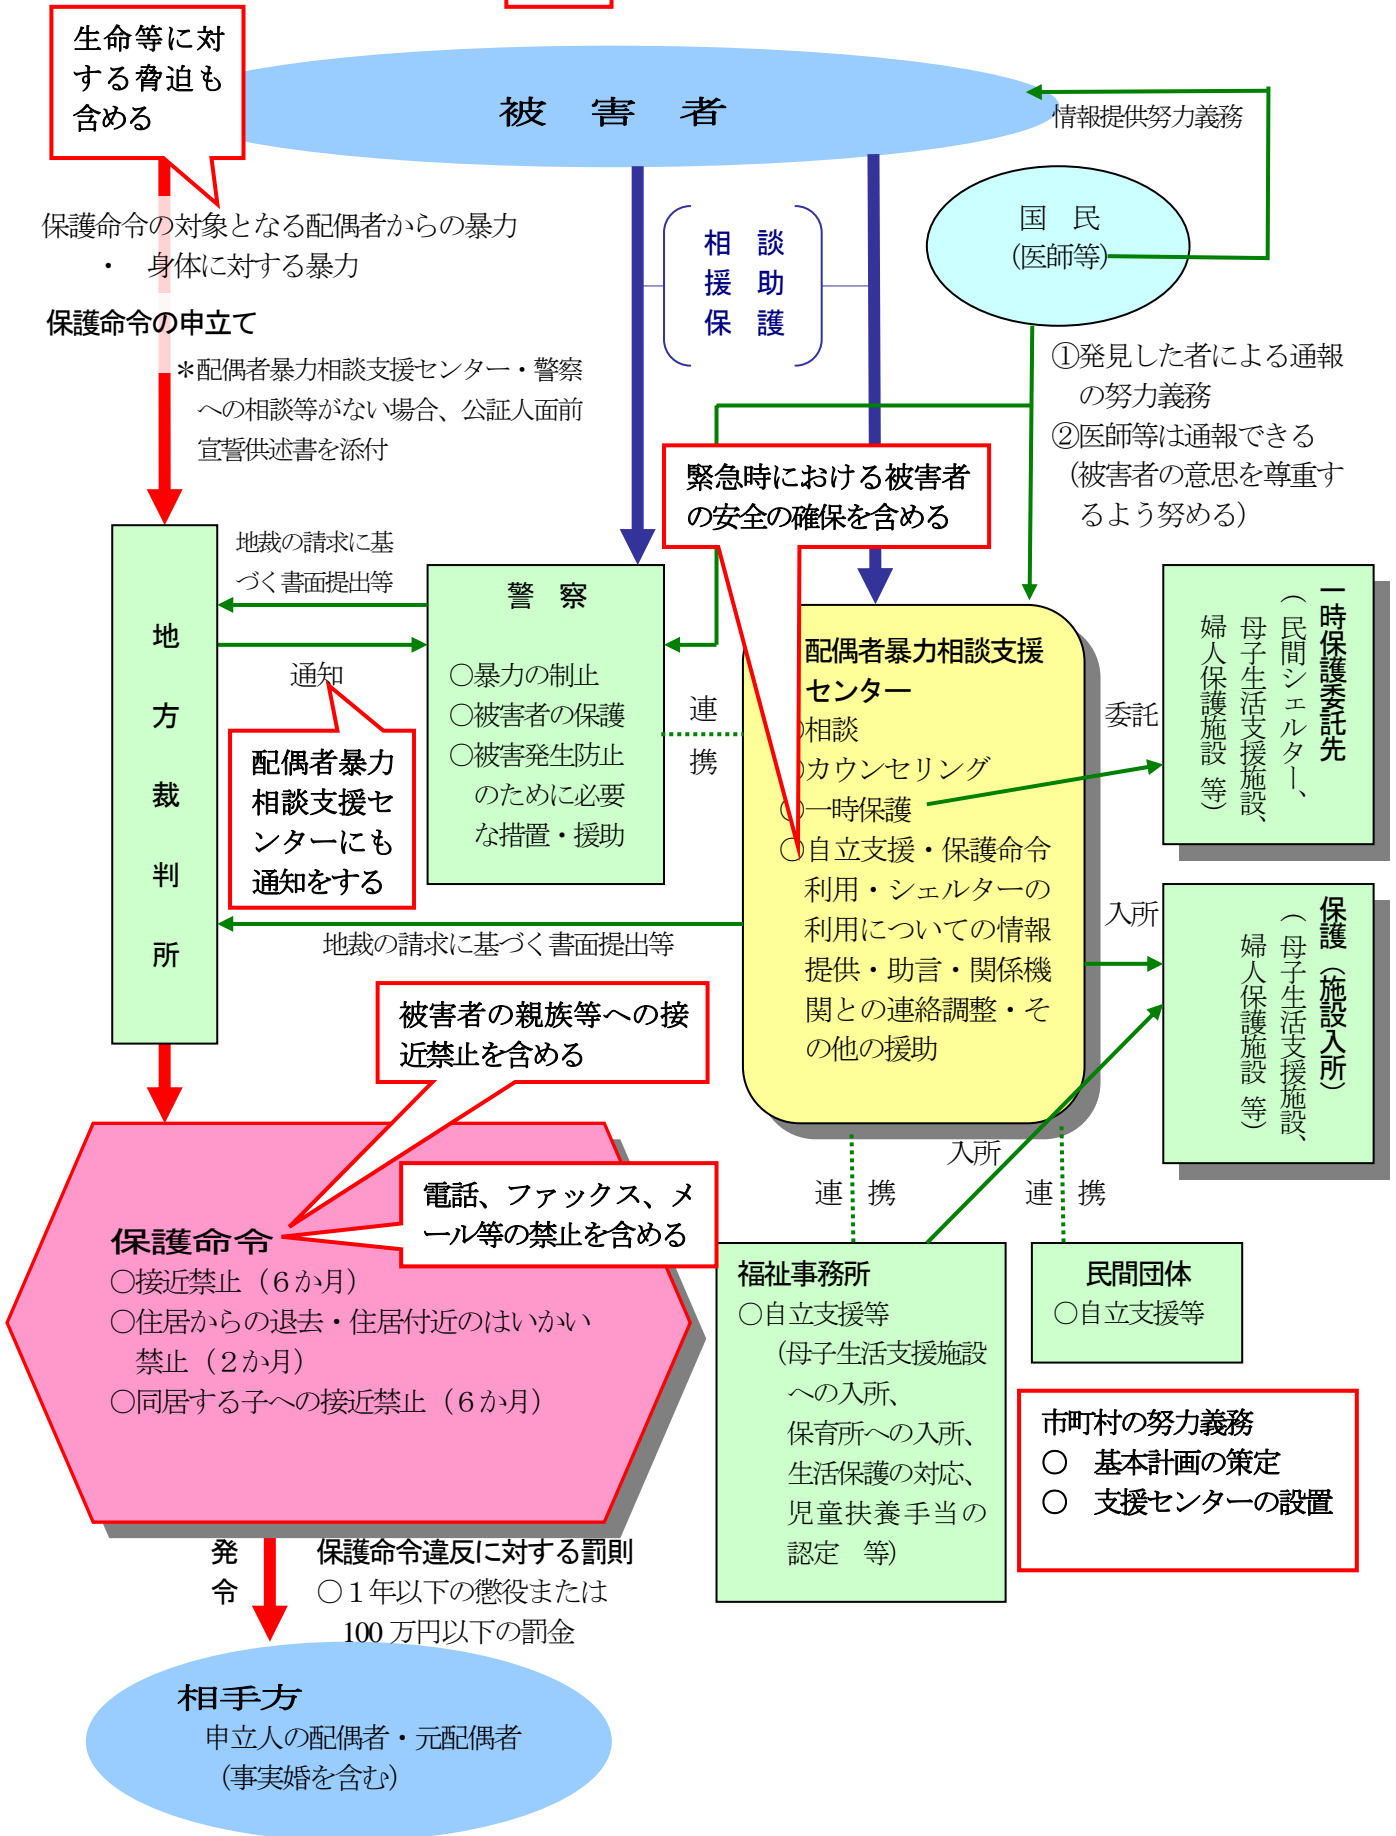 生命等に対
する脅迫も
含める
被 害 者
情報提供努力義務
国 民
(医師等)
保護命令の対象となる配偶者からの暴力
・ 身体に対する暴力
保護命令の申立て
*配偶者暴力相談支援センター・警察
への相談等がない場合、公証人面前
宣誓供述書を添付
相 談
援 助
保 護
①発見した者による通報
の努力義務
②医師等は通報できる
(被害者の意思を尊重す
るよう努める)
緊急時における被害者
の安全の確保を含める
地方裁判所
地裁の請求に基
づく書面提出等
通知
配偶者暴力
相談支援セ
ンターにも
通知をする
警 察
○暴力の制止
○被害者の保護
○被害発生防止
のために必要
な措置・援助
連
携
配偶者暴力相談支援
センター
○相談
○カウンセリング
○一時保護
○自立支援・保護命令
利用・シェルターの
利用についての情報
提供・助言・関係機
関との連絡調整・そ
の他の援助
委託
一時保護委託先
(民間シェルター、
母子生活支援施設、
婦人保護施設 等)
入所
保護(施設入所)
(母子生活支援施設、
婦人保護施設 等)
地裁の請求に基づく書面提出等
被害者の親族等への接
近禁止を含める
電話、ファックス、メ
ール等の禁止を含める
保護命令
○接近禁止(6か月)
○住居からの退去・住居付近のはいかい
禁止(2か月)
○同居する子への接近禁止(6か月)
入所
連 携
連 携
福祉事務所
○自立支援等
(母子生活支援施設
への入所、
保育所への入所、
生活保護の対応、
児童扶養手当の
認定 等)
民間団体
○自立支援等
市町村の努力義務
○ 基本計画の策定
○ 支援センターの設置
発
令
保護命令違反に対する罰則
○1年以下の懲役または
100万円以下の罰金
相手方
申立人の配偶者・元配偶者
(事実婚を含む)